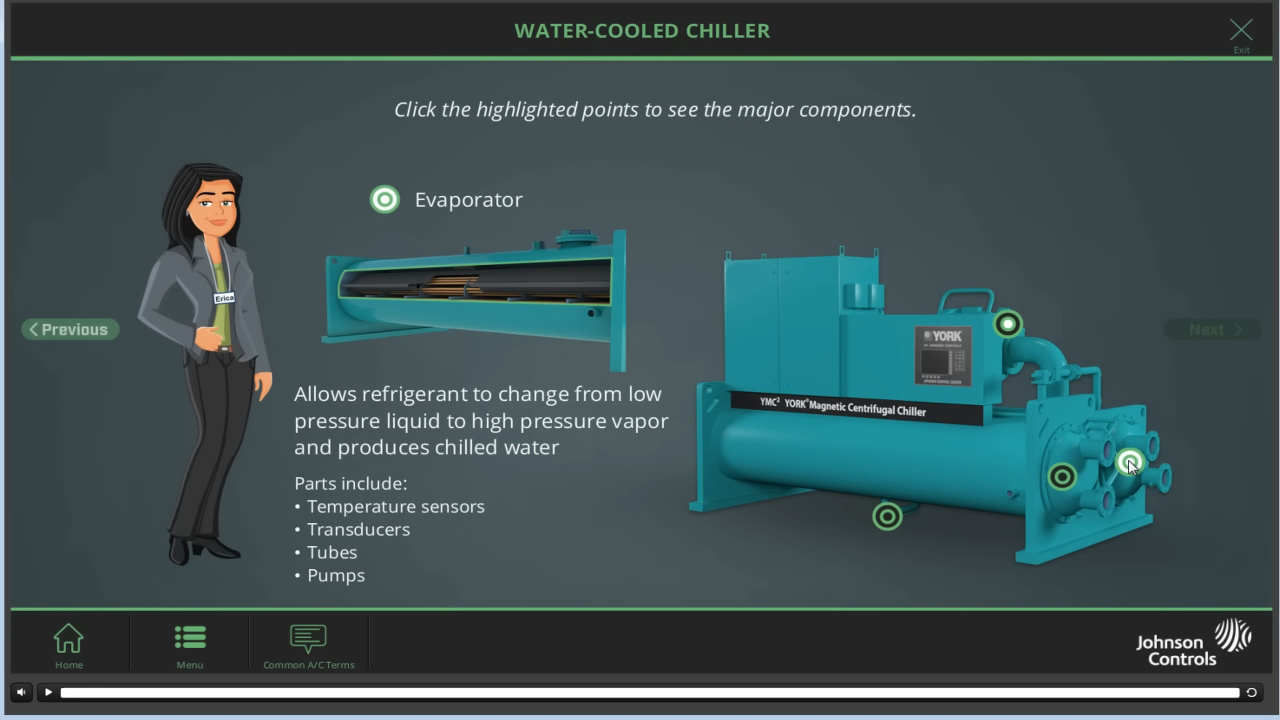 WATER-COOLED CHILLER
Exit
Click the highlighted points to see the major components.
Evaporator
Erica
Previous
Next
YORK
YMC² YORK® Magnetic Centrifugal Chiller
Allows refrigerant to change from low
pressure liquid to high pressure vapor
and produces chilled water
Parts include:
• Temperature sensors
• Transducers
• Tubes
• Pumps
Home
Menu
Common A/C Terms
Johnson
Controls